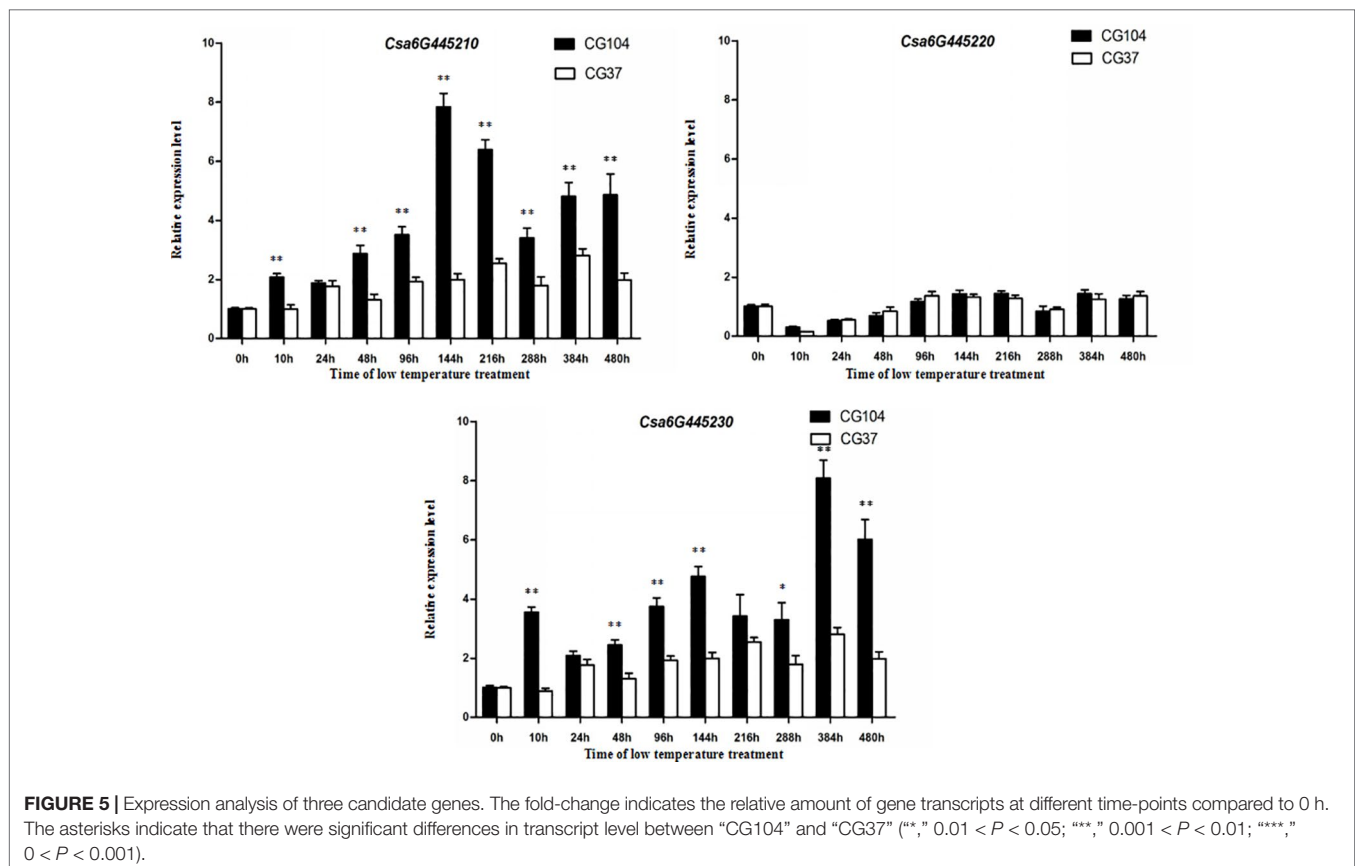 Csa6G445210
CG104
CG37
**
**
**
**
**
**
**
**
10
8
6
4
2
0
Relative expression level
0h 10h 24h 48h 96h 144h 216h 288h 384h 480h
Time of low temperature treatment
Csa6G445220
CG104
CG37
10
8
6
4
2
0
Relative expression level
0h 10h 24h 48h 96h 144h 216h 288h 384h 480h
Time of low temperature treatment
Csa6G445230
CG104
CG37
**
**
**
**
*
**
**
10
8
6
4
2
0
Relative expression level
0h 10h 24h 48h 96h 144h 216h 288h 384h 480h
Time of low temperature treatment
FIGURE 5 | Expression analysis of three candidate genes. The fold-change indicates the relative amount of gene transcripts at different time-points compared to 0 h.
The asterisks indicate that there were significant differences in transcript level between “CG104” and “CG37” (“*,” 0.01 < P < 0.05; “**,” 0.001 < P < 0.01; “***,”
0 < P < 0.001).